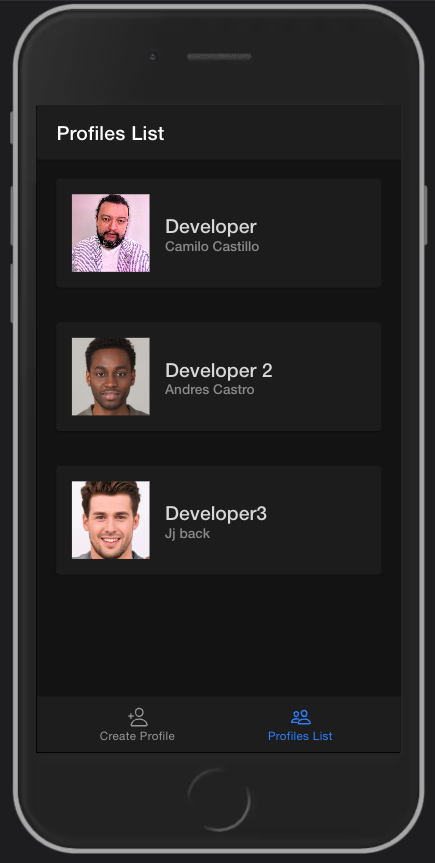 Profiles List
Developer
Camilo Castillo
Developer 2
Andres Castro
Developer3
Jj back
Create Profile
Profiles List